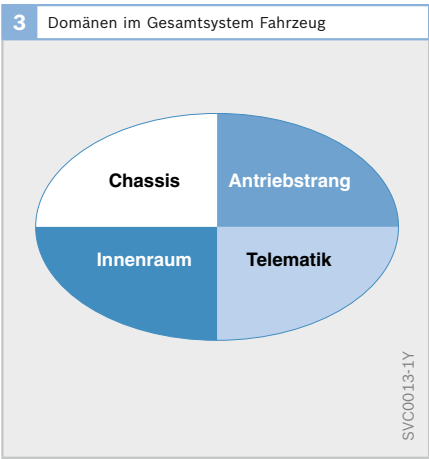 3 Domänen im Gesamtsystem Fahrzeug
Chassis Antriebstrang
Innenraum Telematik
SVC0013-1Y